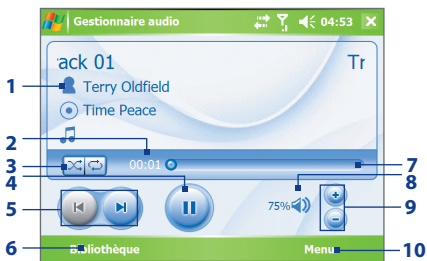 Gestionnaire audio 04:53
ack 01 Tr
1 Terry Oldfield
Time Peace
2
3 00:01 7
4 8
5 75% 9
6 Bibliothèque Menu 10